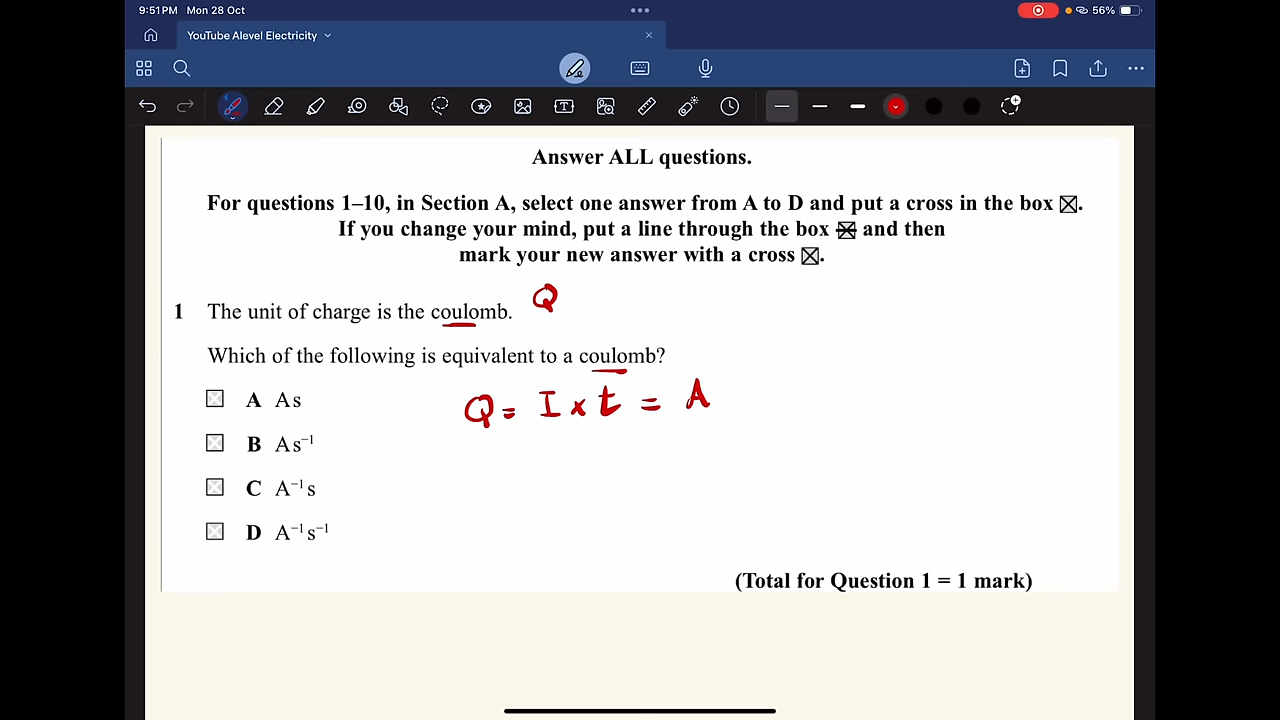 9:51PM Mon 28 Oct
56%
YouTube Alevel Electricity
Answer ALL questions.
For questions 1–10, in Section A, select one answer from A to D and put a cross in the box ☒.
If you change your mind, put a line through the box ☒ and then
mark your new answer with a cross ☒.
1 The unit of charge is the coulomb. Q
Which of the following is equivalent to a coulomb?
A As
Q = I × t = A
B As⁻¹
C A⁻¹s
D A⁻¹s⁻¹
(Total for Question 1 = 1 mark)